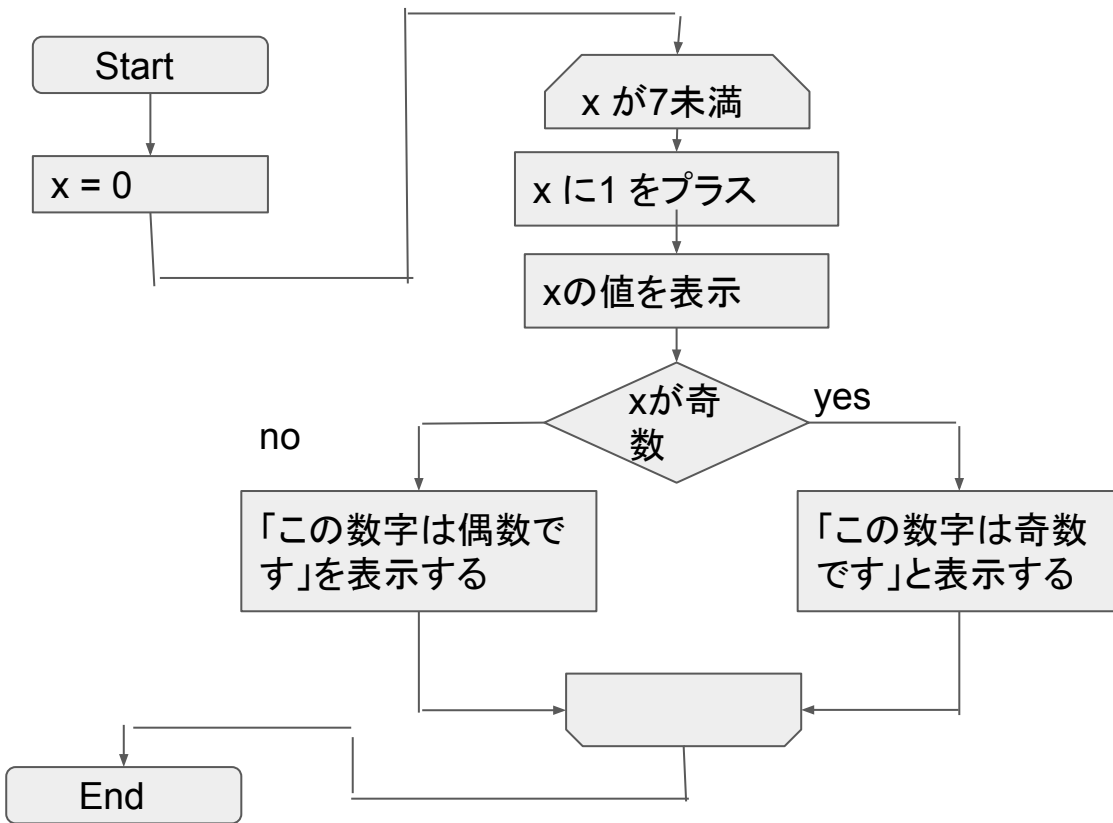 Start
x = 0
x が7未満
x に1 をプラス
xの値を表示
xが奇
数
yes
no
「この数字は偶数で
す」を表示する
「この数字は奇数
です」と表示する
End